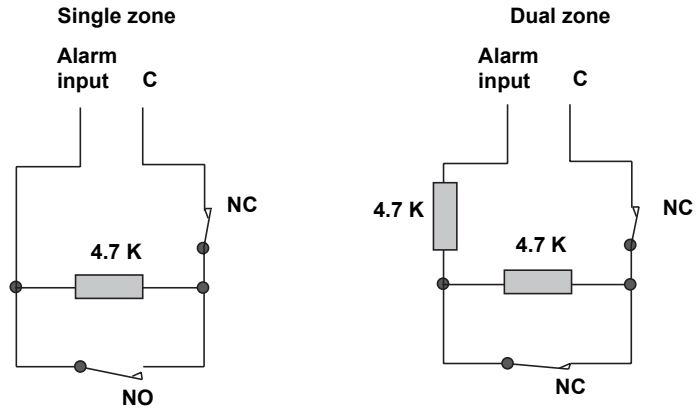 Single zone
Alarm
input C
NC
4.7 K
NO
Dual zone
Alarm
input C
4.7 K
NC
4.7 K
NC